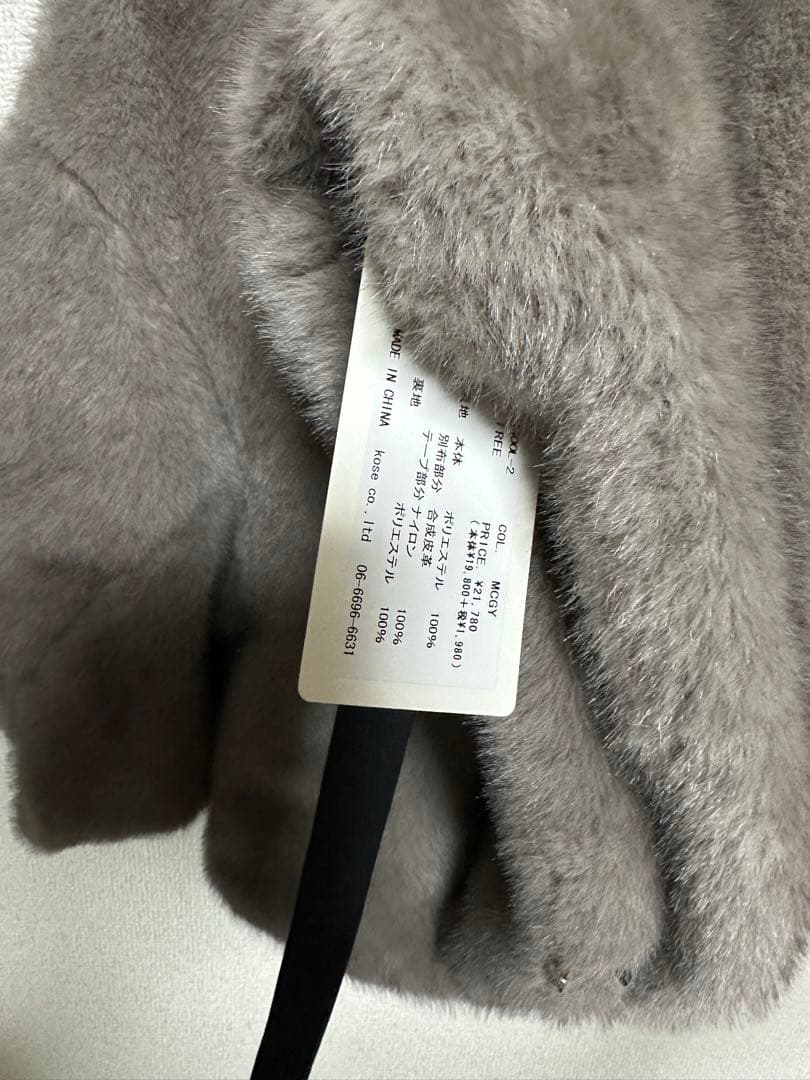 OOL-2 COL. MCGY
FREE PRICE. ¥21,780
(本体¥19,800+税¥1,980)
地 本体 ポリエステル 100%
別布部分 合成皮革
テープ部分 ナイロン 100%
裏地 ポリエステル 100%
MADE IN CHINA kose co.,ltd 06-6696-6631